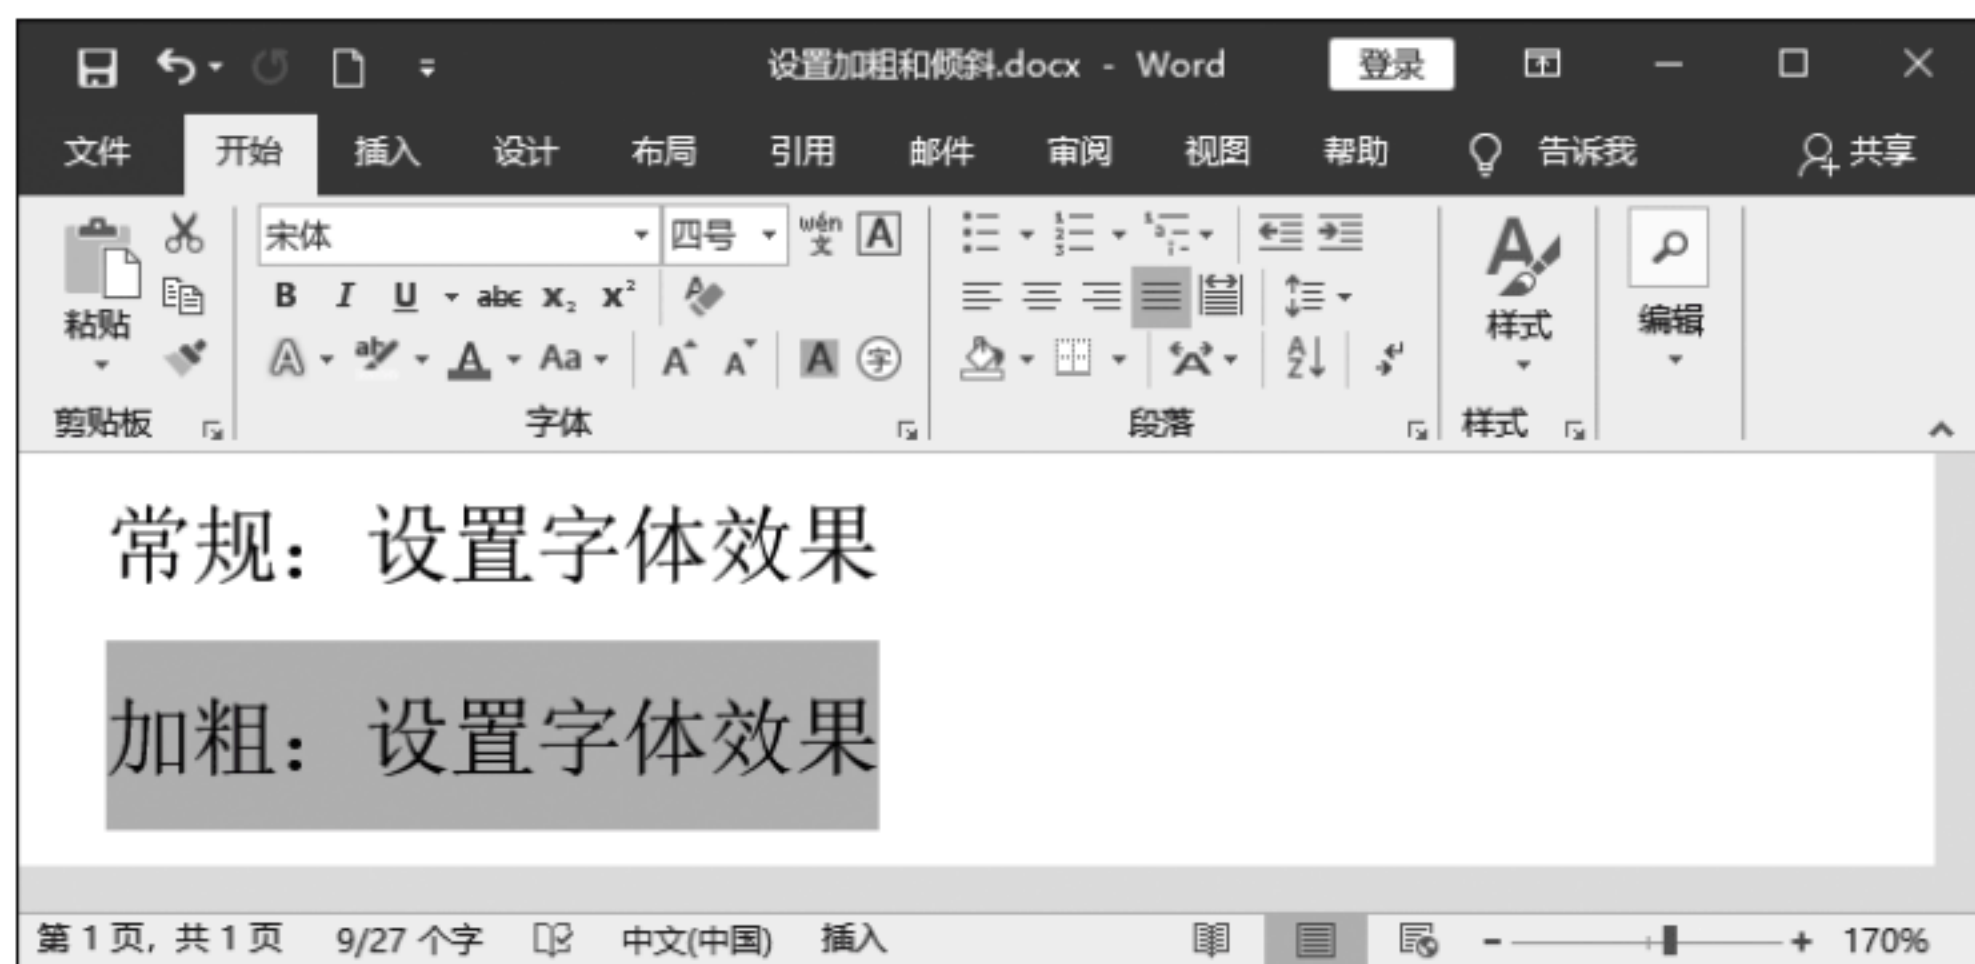 设置加粗和倾斜.docx - Word 登录
文件 开始 插入 设计 布局 引用 邮件 审阅 视图 帮助 告诉我 共享
宋体 四号 wén 文 A
B I U abc x₂ x²
粘贴 样式 编辑
A aby A Aa A A A 字 A A Z
剪贴板 字体 段落 样式
常规：设置字体效果
加粗：设置字体效果
第 1 页, 共 1 页 9/27 个字 中文(中国) 插入 170%